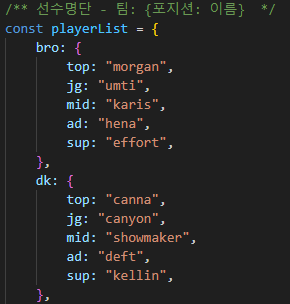 /** 선수명단 - 팀: {포지션: 이름}  */
const playerList = {
    bro: {
        top: "morgan",
        jg: "umti",
        mid: "karis",
        ad: "hena",
        sup: "effort",
    },
    dk: {
        top: "canna",
        jg: "canyon",
        mid: "showmaker",
        ad: "deft",
        sup: "kellin",
    },